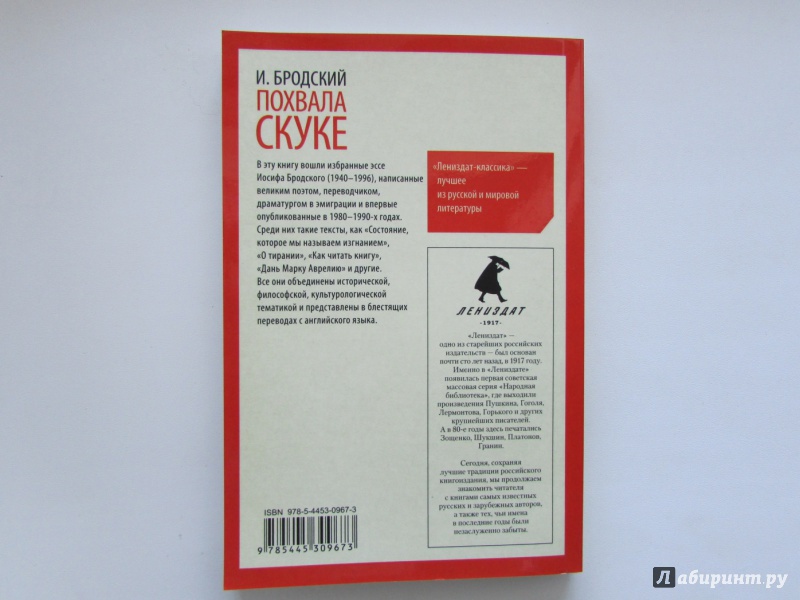 И. БРОДСКИЙ
ПОХВАЛА
СКУКЕ
В эту книгу вошли избранные эссе
Иосифа Бродского (1940–1996), написанные
великим поэтом, переводчиком,
драматургом в эмиграции и впервые
опубликованные в 1980–1990-х годах.
Среди них такие тексты, как «Состояние,
которое мы называем изгнанием»,
«О тирании», «Как читать книгу»,
«Дань Марку Аврелию» и другие.
Все они объединены исторической,
философской, культурологической
тематикой и представлены в блестящих
переводах с английского языка.
«Лениздат-классика» —
лучшее
из русской и мировой
литературы
ЛЕНИЗДАТ
·1917·
«Лениздат» —
одно из старейших российских
издательств — был основан
почти сто лет назад, в 1917 году.
Именно в «Лениздате»
появилась первая советская
массовая серия «Народная
библиотека», где выходили
произведения Пушкина, Гоголя,
Лермонтова, Горького и других
крупнейших писателей.
А в 80-е годы здесь печатались
Зощенко, Шукшин, Платонов,
Гранин.
Сегодня, сохраняя
лучшие традиции российского
книгоиздания, мы продолжаем
знакомить читателя
с книгами самых известных
русских и зарубежных авторов,
а также тех, чьи имена
в последние годы были
незаслуженно забыты.
ISBN 978-5-4453-0967-3
9 785445 309673
Лабиринт.ру